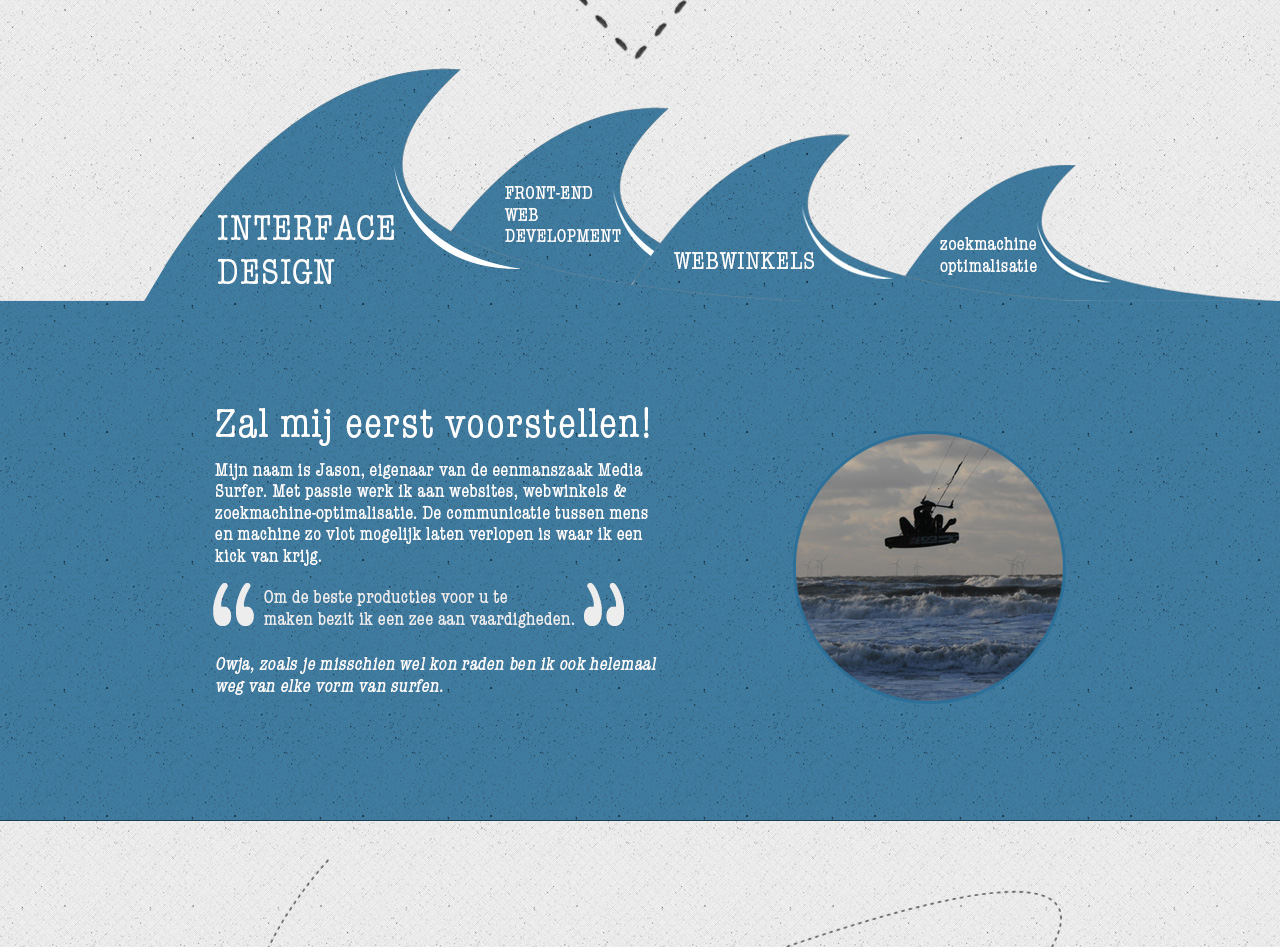 INTERFACE
DESIGN
FRONT-END
WEB
DEVELOPMENT
WEBWINKELS
zoekmachine
optimalisatie
Zal mij eerst voorstellen!
Mijn naam is Jason, eigenaar van de eenmanszaak Media
Surfer. Met passie werk ik aan websites, webwinkels &
zoekmachine-optimalisatie. De communicatie tussen mens
en machine zo vlot mogelijk laten verlopen is waar ik een
kick van krijg.
“ Om de beste producties voor u te
maken bezit ik een zee aan vaardigheden. ”
Owja, zoals je misschien wel kon raden ben ik ook helemaal
weg van elke vorm van surfen.